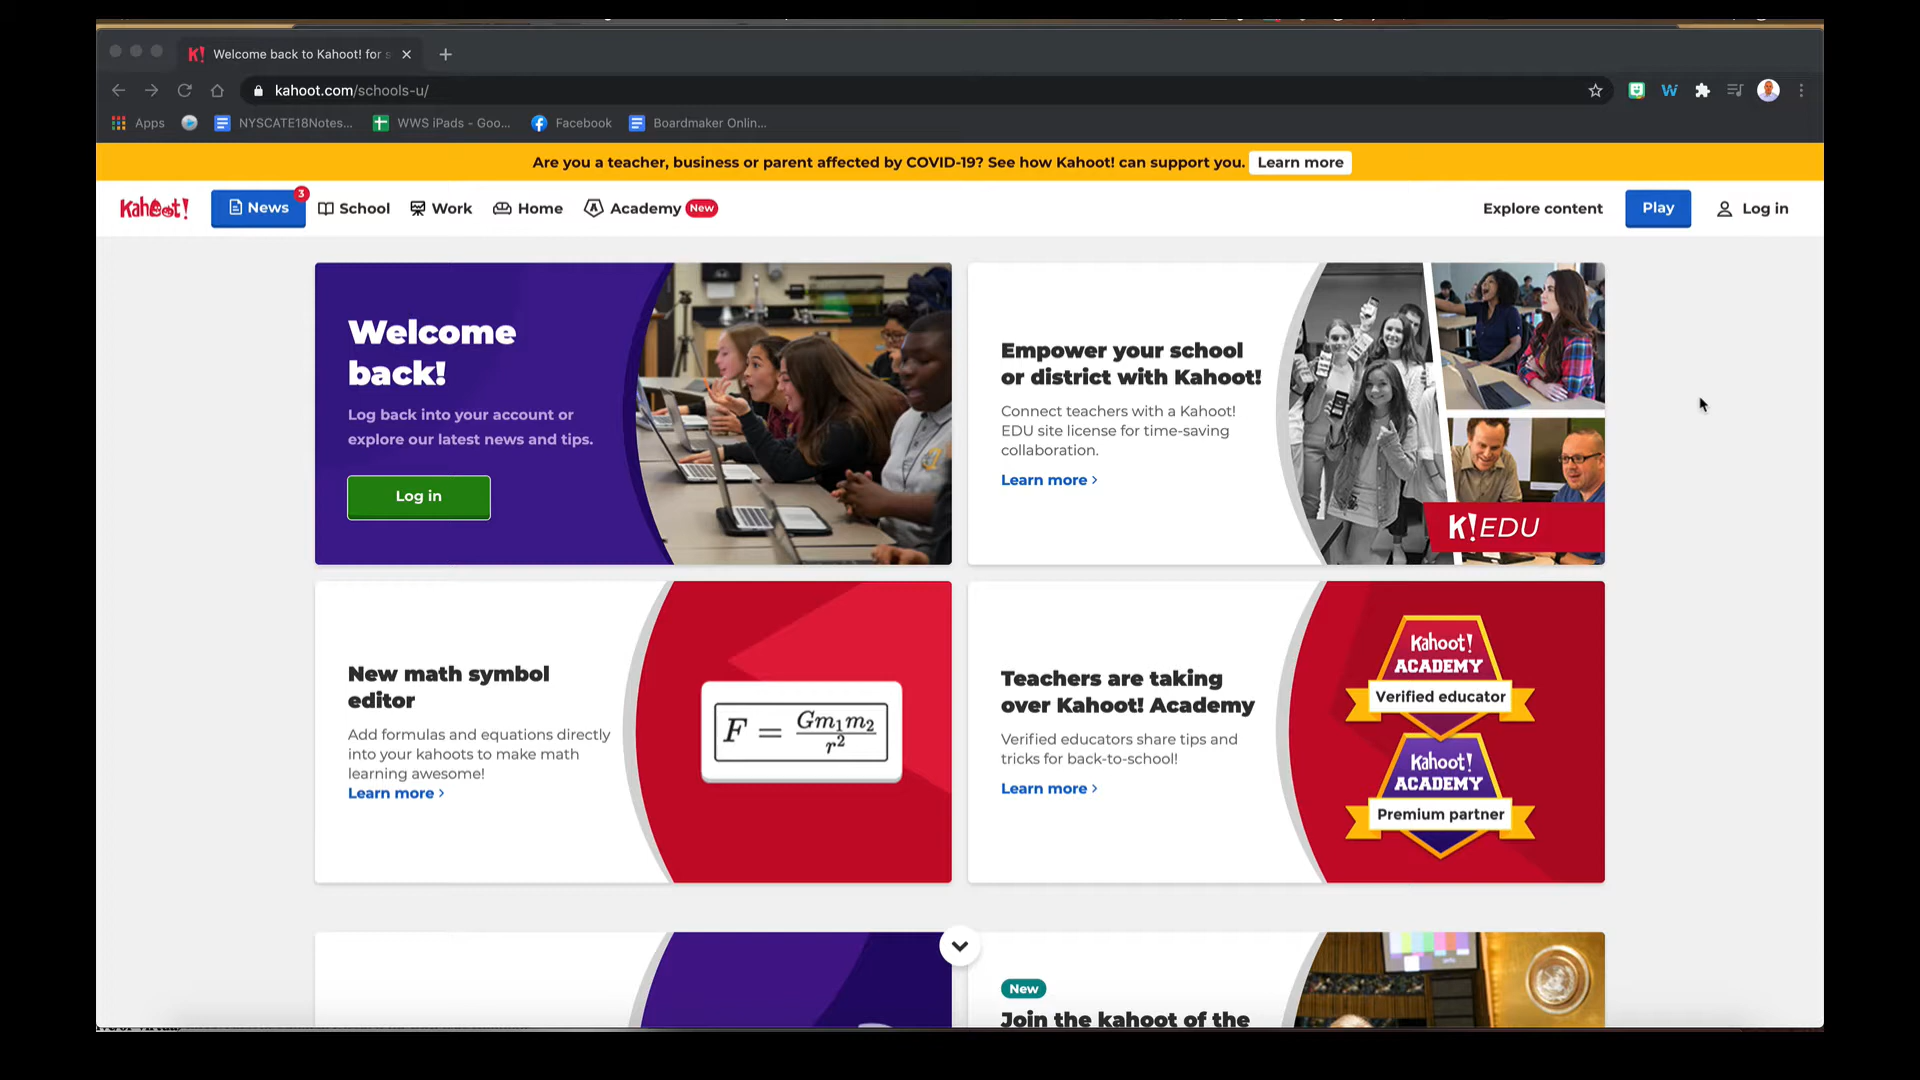 Welcome back to Kahoot! for s
kahoot.com/schools-u/
Apps
NYSCATE18Notes...
WWS iPads - Goo...
Facebook
Boardmaker Onlin...
Are you a teacher, business or parent affected by COVID-19? See how Kahoot! can support you. Learn more
Kahoot!
News
3
School
Work
Home
Academy
New
Explore content
Play
Log in
Welcome
back!
Log back into your account or
explore our latest news and tips.
Log in
Empower your school
or district with Kahoot!
Connect teachers with a Kahoot!
EDU site license for time-saving
collaboration.
Learn more
K!EDU
New math symbol
editor
Add formulas and equations directly
into your kahoots to make math
learning awesome!
Learn more
F = Gm₁m₂ / r²
Teachers are taking
over Kahoot! Academy
Verified educators share tips and
tricks for back-to-school!
Learn more
Kahoot!
ACADEMY
Verified educator
Kahoot!
ACADEMY
Premium partner
New
Join the kahoot of the